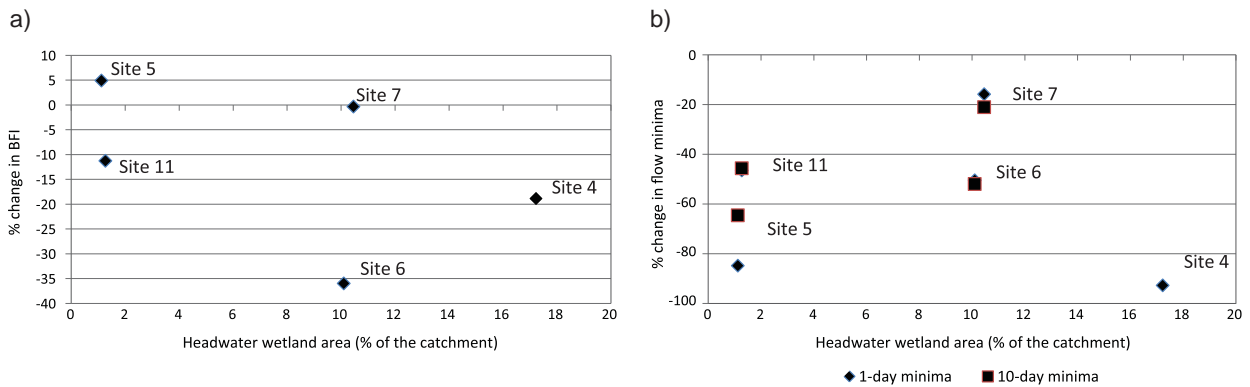 a)
10
5
0
-5
-10
-15
-20
-25
-30
-35
-40
% change in BFI
Site 5
Site 7
Site 11
Site 4
Site 6
0 2 4 6 8 10 12 14 16 18 20
Headwater wetland area (% of the catchment)
b)
0
-20
-40
-60
-80
-100
% change in flow minima
Site 7
Site 11
Site 6
Site 5
Site 4
0 2 4 6 8 10 12 14 16 18 20
Headwater wetland area (% of the catchment)
1-day minima 10-day minima